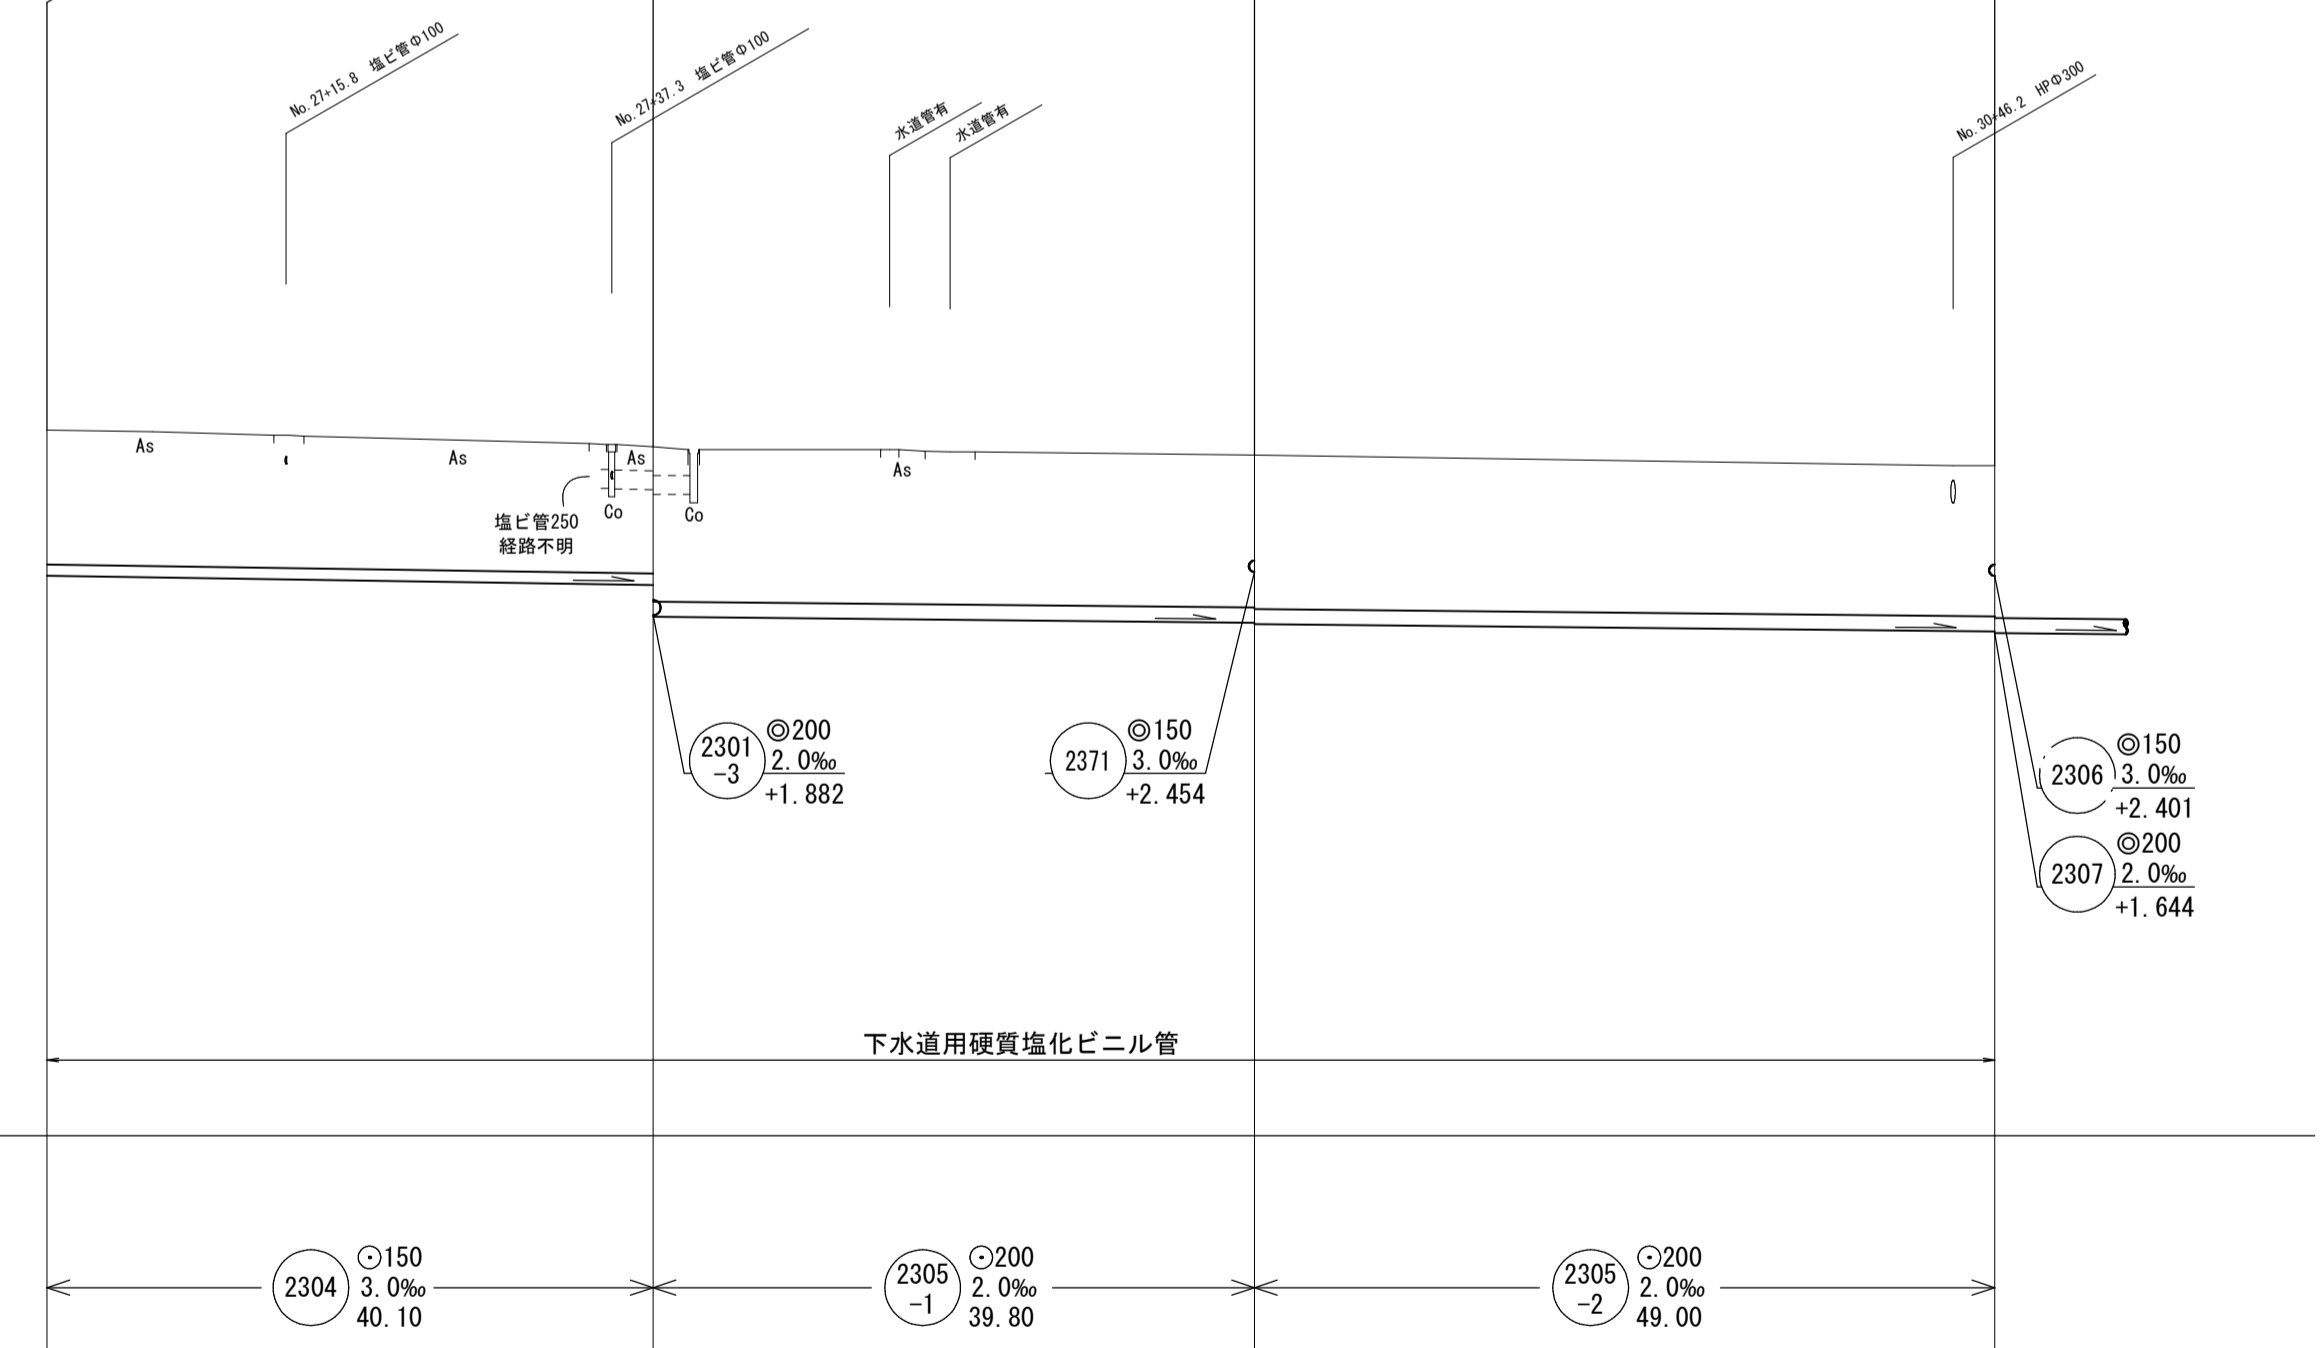 No.27+15.8　塩ビ管Φ100
No.27+37.3　塩ビ管Φ100
水道管有
水道管有
No.30+46.2　HPΦ300
As
As
As
As
塩ビ管250
経路不明
Co
Co
2301
-3
◎200
2.0‰
+1.882
2371
◎150
3.0‰
+2.454
2306
◎150
3.0‰
+2.401
2307
◎200
2.0‰
+1.644
下水道用硬質塩化ビニル管
2304
⊙150
3.0‰
40.10
2305
-1
⊙200
2.0‰
39.80
2305
-2
⊙200
2.0‰
49.00